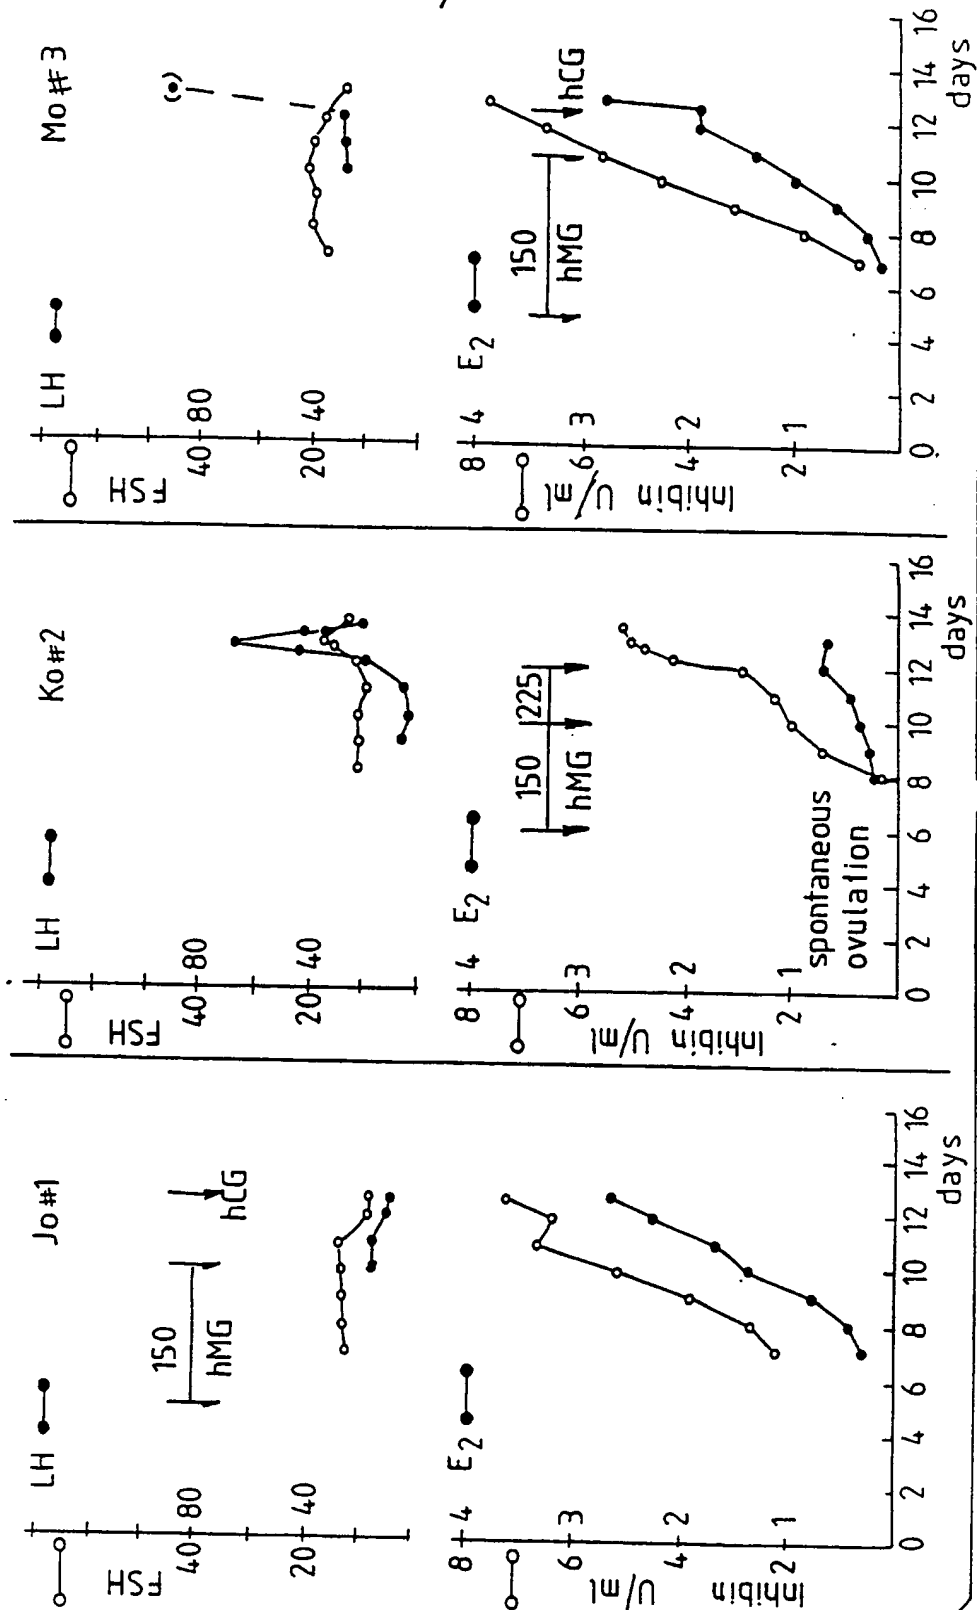 Jo#1
LH
FSH
40 80
20 40
150
hMG
hCG
E2
8 4
6 3
4 2
2 1
Inhibin U/ml
0 2 4 6 8 10 12 14 16
days
Ko#2
LH
FSH
40 80
20 40
E2
150 225
hMG
8 4
6 3
4 2
2 1
Inhibin U/ml
spontaneous
ovulation
0 2 4 6 8 10 12 14 16
days
Mo#3
LH
FSH
40 80
20 40
(•)
E2
150
hMG
hCG
8 4
6 3
4 2
2 1
Inhibin U/ml
0 2 4 6 8 10 12 14 16
days